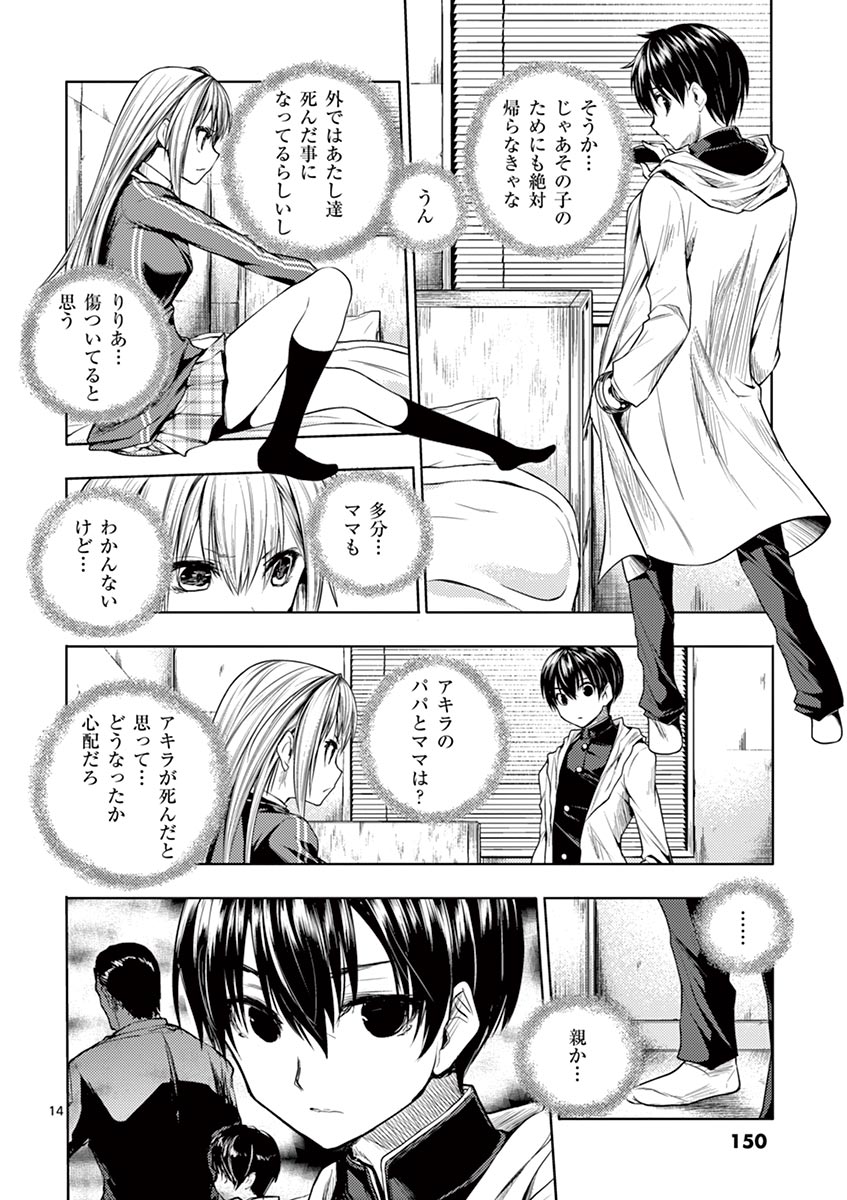 そうか…
じゃあその子の
ためにも絶対
帰らなきゃな
うん
外ではあたし達
死んだ事に
なってるらしいし
りりあ…
傷ついてると
思う
多分…
ママも
わかんない
けど…
アキラの
パパとママは?
アキラが死んだと
思って…
どうなったか
心配だろ
……
親か…
14
150